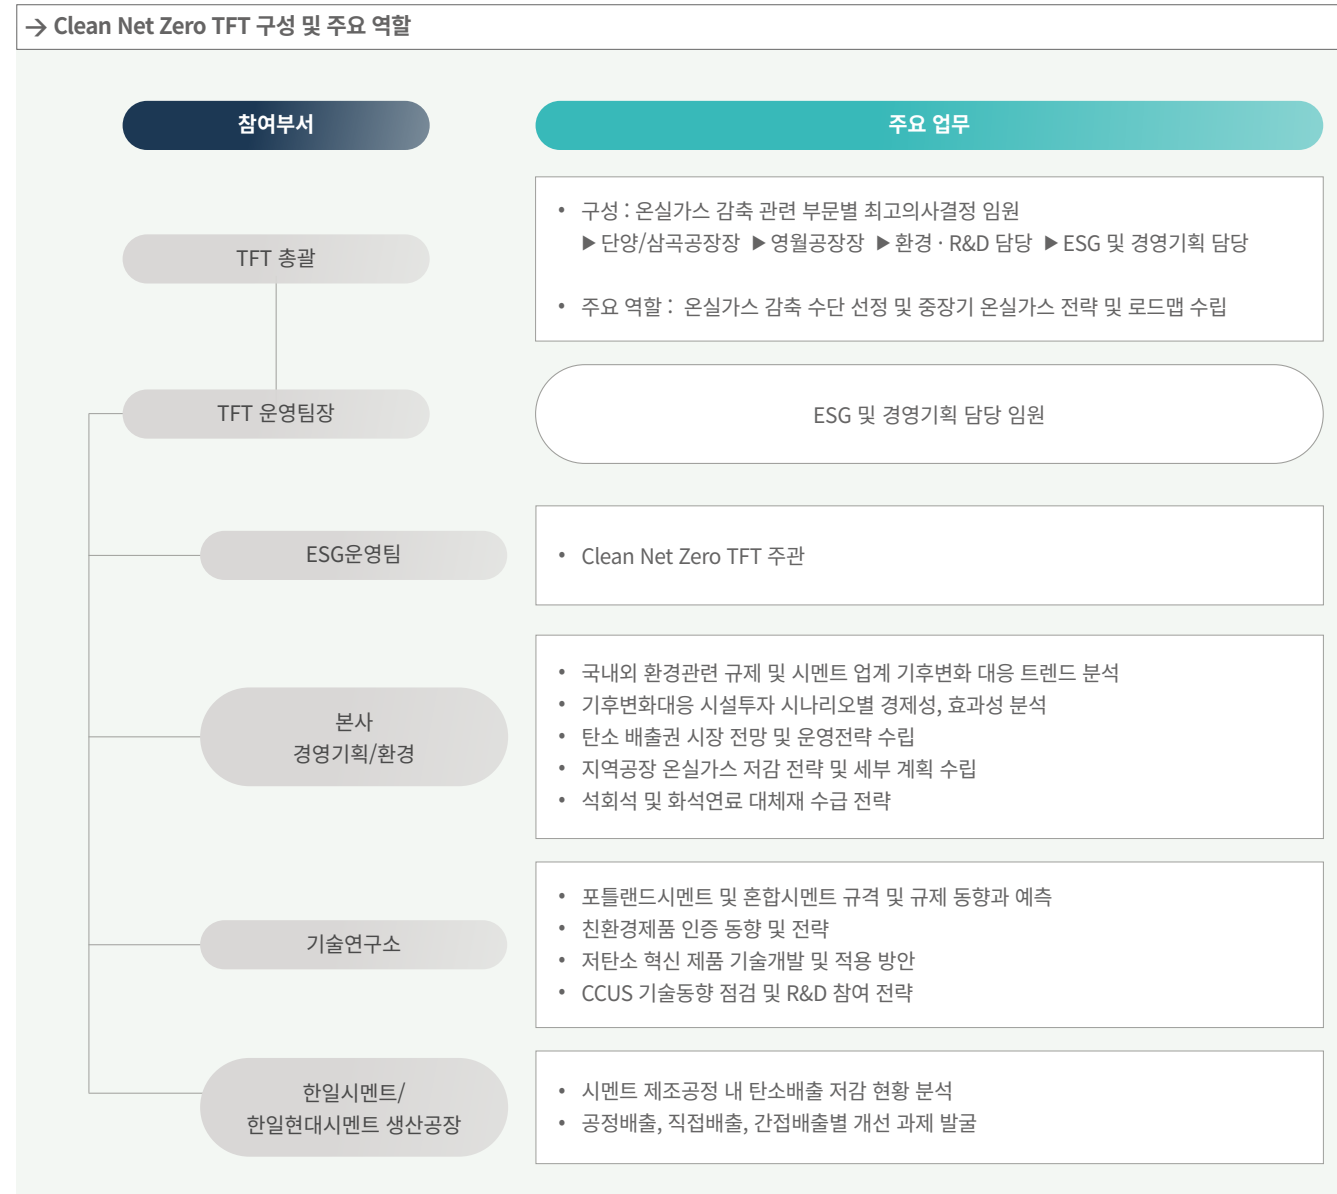 → Clean Net Zero TFT 구성 및 주요 역할
참여부서
주요 업무
TFT 총괄
• 구성 : 온실가스 감축 관련 부문별 최고의사결정 임원
▶ 단양/삼곡공장장 ▶ 영월공장장 ▶ 환경 · R&D 담당 ▶ ESG 및 경영기획 담당
• 주요 역할 : 온실가스 감축 수단 선정 및 중장기 온실가스 전략 및 로드맵 수립
TFT 운영팀장
ESG 및 경영기획 담당 임원
ESG운영팀
• Clean Net Zero TFT 주관
본사
경영기획/환경
• 국내외 환경관련 규제 및 시멘트 업계 기후변화 대응 트렌드 분석
• 기후변화대응 시설투자 시나리오별 경제성, 효과성 분석
• 탄소 배출권 시장 전망 및 운영전략 수립
• 지역공장 온실가스 저감 전략 및 세부 계획 수립
• 석회석 및 화석연료 대체재 수급 전략
기술연구소
• 포틀랜드시멘트 및 혼합시멘트 규격 및 규제 동향과 예측
• 친환경제품 인증 동향 및 전략
• 저탄소 혁신 제품 기술개발 및 적용 방안
• CCUS 기술동향 점검 및 R&D 참여 전략
한일시멘트/
한일현대시멘트 생산공장
• 시멘트 제조공정 내 탄소배출 저감 현황 분석
• 공정배출, 직접배출, 간접배출별 개선 과제 발굴